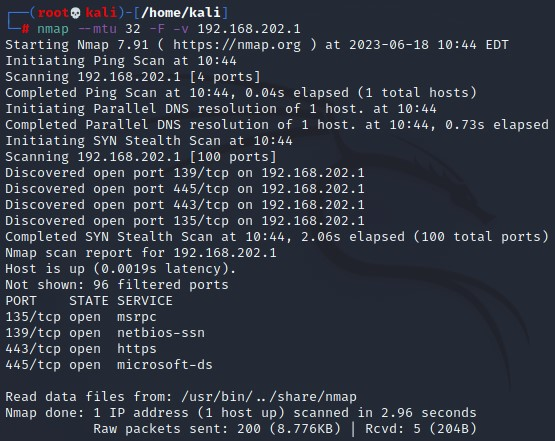 ┌──(root💀kali)-[/home/kali]
└─# nmap --mtu 32 -F -v 192.168.202.1
Starting Nmap 7.91 ( https://nmap.org ) at 2023-06-18 10:44 EDT
Initiating Ping Scan at 10:44
Scanning 192.168.202.1 [4 ports]
Completed Ping Scan at 10:44, 0.04s elapsed (1 total hosts)
Initiating Parallel DNS resolution of 1 host. at 10:44
Completed Parallel DNS resolution of 1 host. at 10:44, 0.73s elapsed
Initiating SYN Stealth Scan at 10:44
Scanning 192.168.202.1 [100 ports]
Discovered open port 139/tcp on 192.168.202.1
Discovered open port 445/tcp on 192.168.202.1
Discovered open port 443/tcp on 192.168.202.1
Discovered open port 135/tcp on 192.168.202.1
Completed SYN Stealth Scan at 10:44, 2.06s elapsed (100 total ports)
Nmap scan report for 192.168.202.1
Host is up (0.0019s latency).
Not shown: 96 filtered ports
PORT    STATE SERVICE
135/tcp open  msrpc
139/tcp open  netbios-ssn
443/tcp open  https
445/tcp open  microsoft-ds

Read data files from: /usr/bin/../share/nmap
Nmap done: 1 IP address (1 host up) scanned in 2.96 seconds
           Raw packets sent: 200 (8.776KB) | Rcvd: 5 (204B)